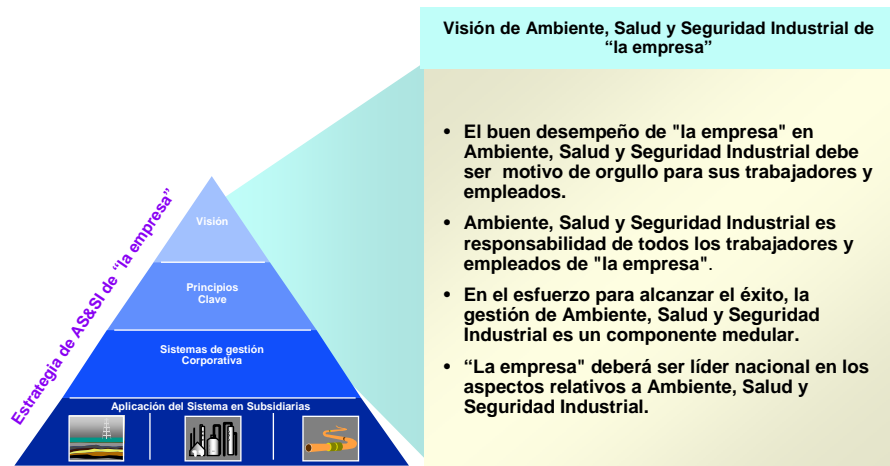 Visión de Ambiente, Salud y Seguridad Industrial de
“la empresa”
• El buen desempeño de "la empresa" en
Ambiente, Salud y Seguridad Industrial debe
ser motivo de orgullo para sus trabajadores y
empleados.
• Ambiente, Salud y Seguridad Industrial es
responsabilidad de todos los trabajadores y
empleados de "la empresa".
• En el esfuerzo para alcanzar el éxito, la
gestión de Ambiente, Salud y Seguridad
Industrial es un componente medular.
• “La empresa" deberá ser líder nacional en los
aspectos relativos a Ambiente, Salud y
Seguridad Industrial.
Estrategia de AS&SI de “la empresa”
Visión
Principios
Clave
Sistemas de gestión
Corporativa
Aplicación del Sistema en Subsidiarias